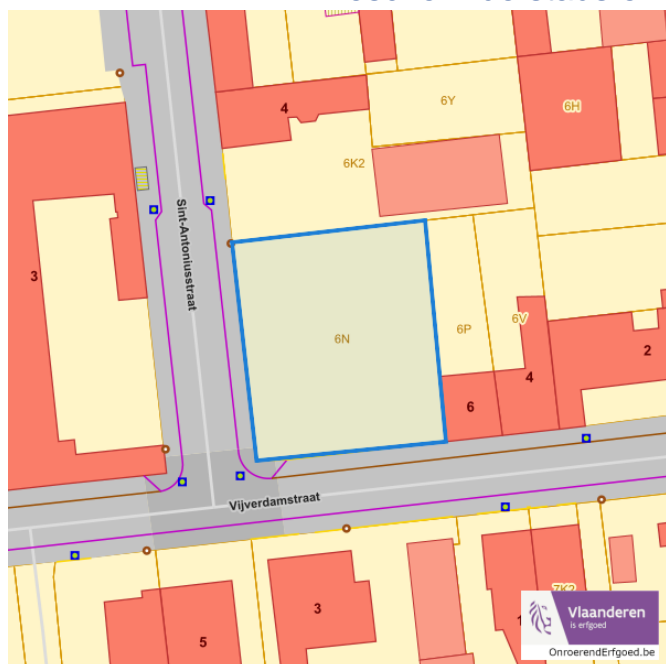 4
6Y
6H
6K2
Sint-Antoniusstraat
3
6N
6P
6V
2
4
6
Vijverdamstraat
3
5
Vlaanderen
is erfgoed
OnroerendErfgoed.be